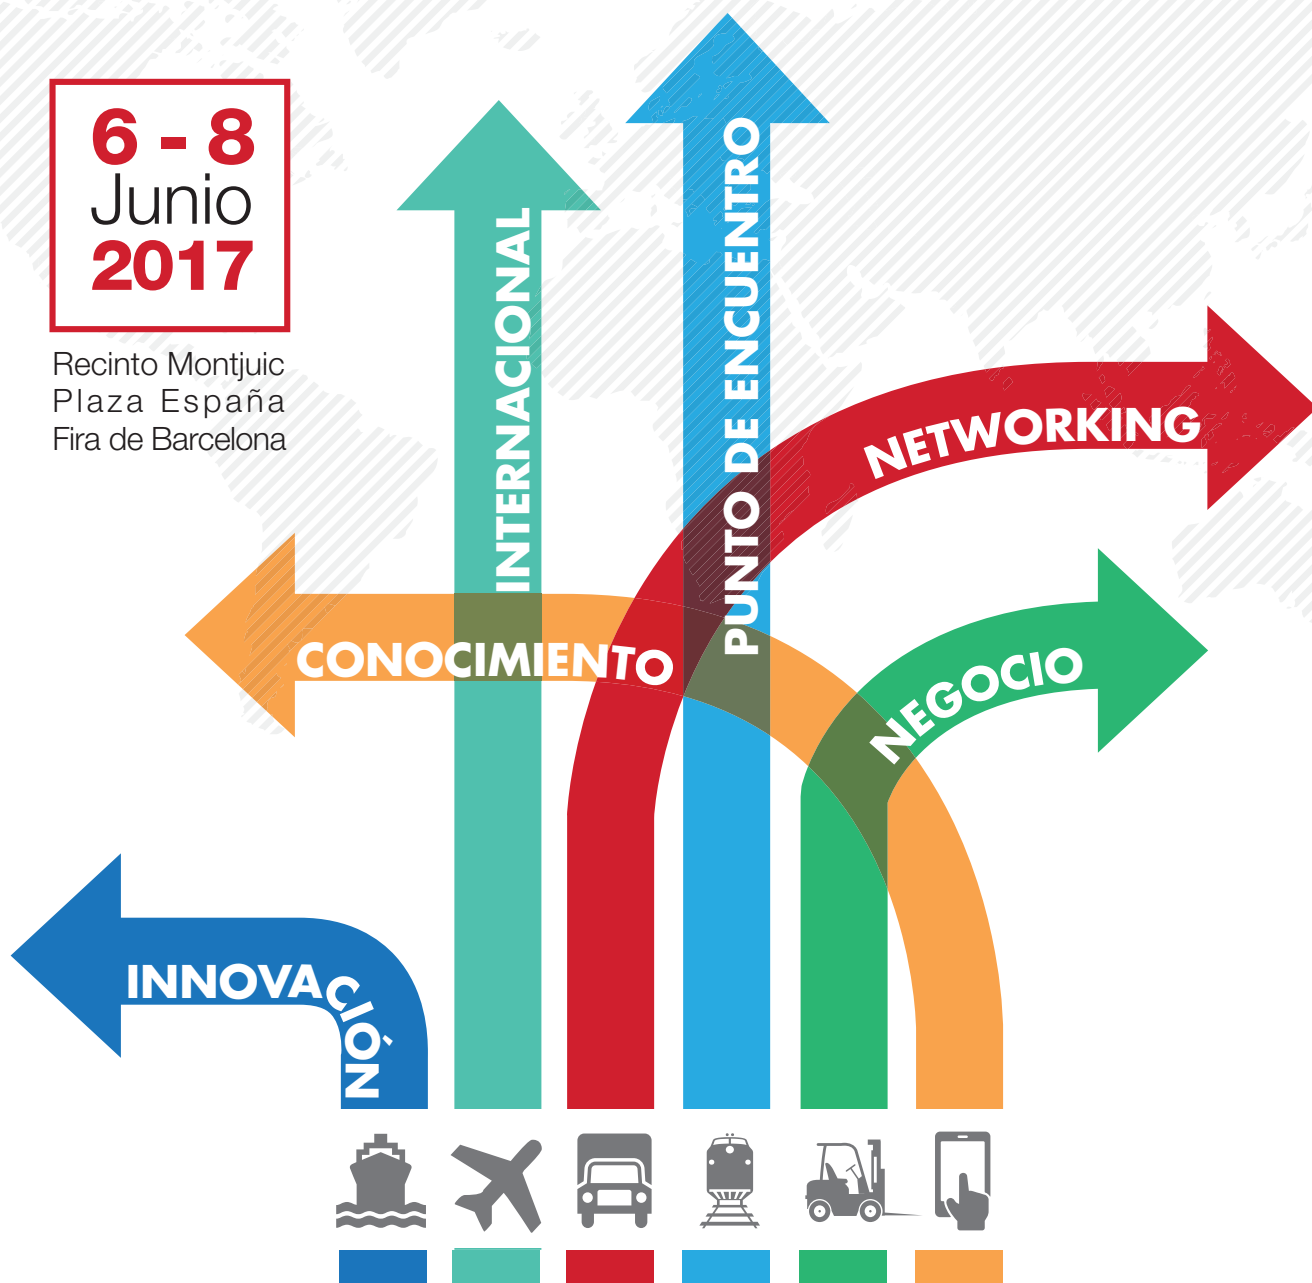 6 - 8
Junio
2017
Recinto Montjuic
Plaza España
Fira de Barcelona
INTERNACIONAL
PUNTO DE ENCUENTRO
NETWORKING
CONOCIMIENTO
NEGOCIO
INNOVACIÓN